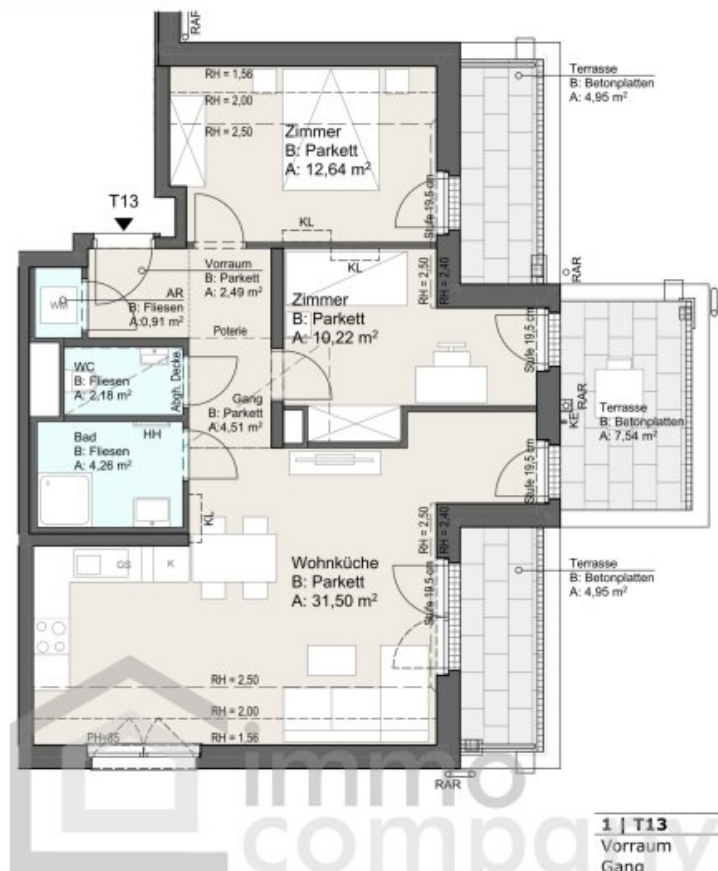 RAR
RH = 1,56
RH = 2,00
RH = 2,50
Zimmer
B: Parkett
A: 12,64 m²
Terrasse
B: Betonplatten
A: 4,95 m²
Stufe 19,5 cm
KL
T13
Vorraum
B: Parkett
A: 2,49 m²
AR
B: Fliesen
A:0,91 m²
WM
KL
RH = 2,50
RH = 2,40
RAR
Zimmer
B: Parkett
A: 10,22 m²
Poterie
Stufe 19,5 cm
WC
B: Fliesen
A: 2,18 m²
Abgh. Decke
Gang
B: Parkett
A:4,51 m²
KE
RAR
Terrasse
B: Betonplatten
A: 7,54 m²
Bad
B: Fliesen
A: 4,26 m²
HH
Stufe 19,5 cm
KL
RH = 2,50
RH = 2,40
GS
K
Wohnküche
B: Parkett
A: 31,50 m²
Stufe 19,5 cm
Terrasse
B: Betonplatten
A: 4,95 m²
RH = 2,50
RH = 2,00
RH = 1,56
PH=85
RAR
immo
company
1 | T13
Vorraum
Gang